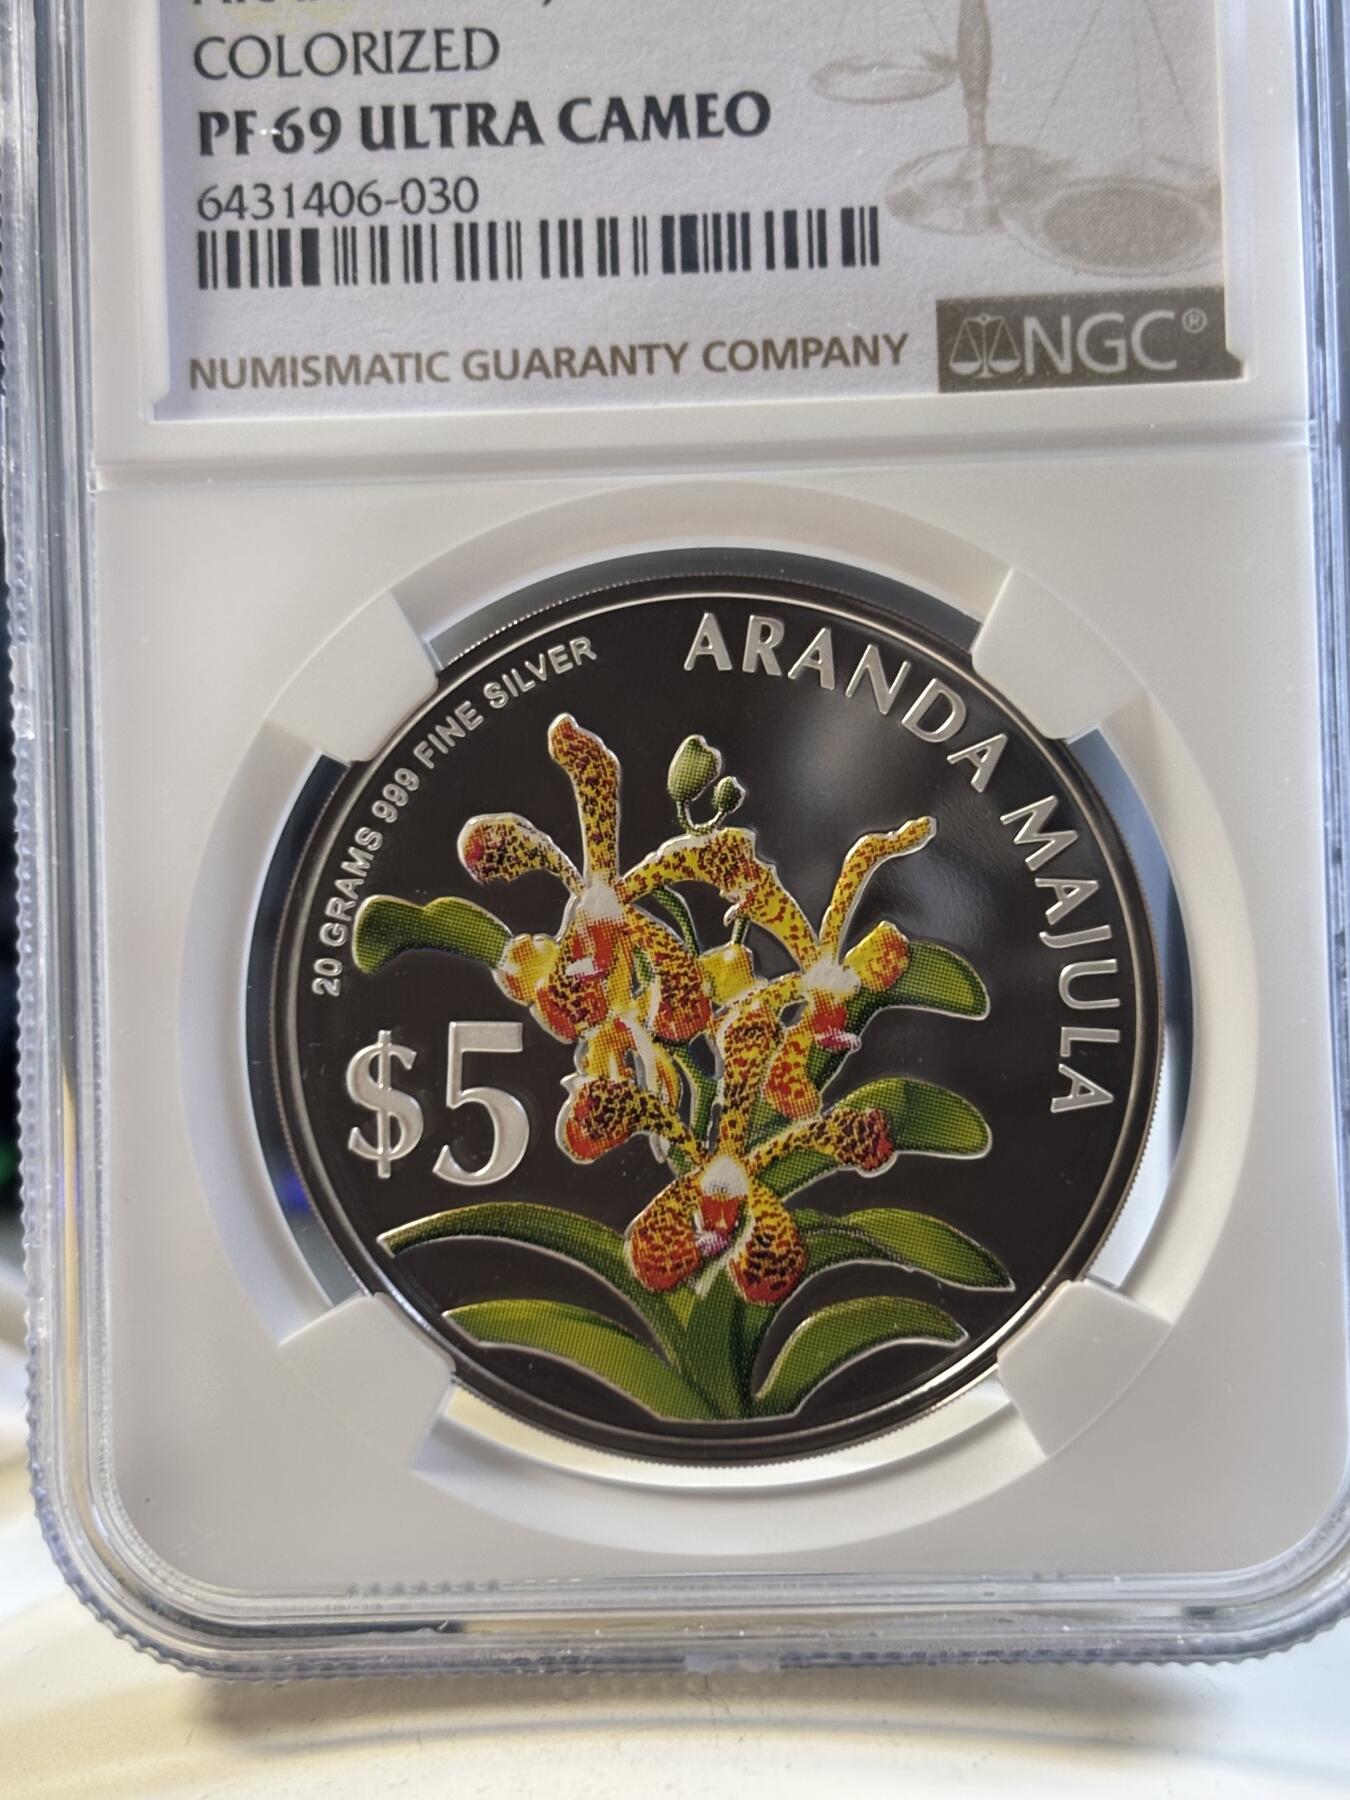 COLORIZED
PF 69 ULTRA CAMEO
6431406-030
NUMISMATIC GUARANTY COMPANY
NGC®
20 GRAMS 999 FINE SILVER
ARANDA MAJULA
$5